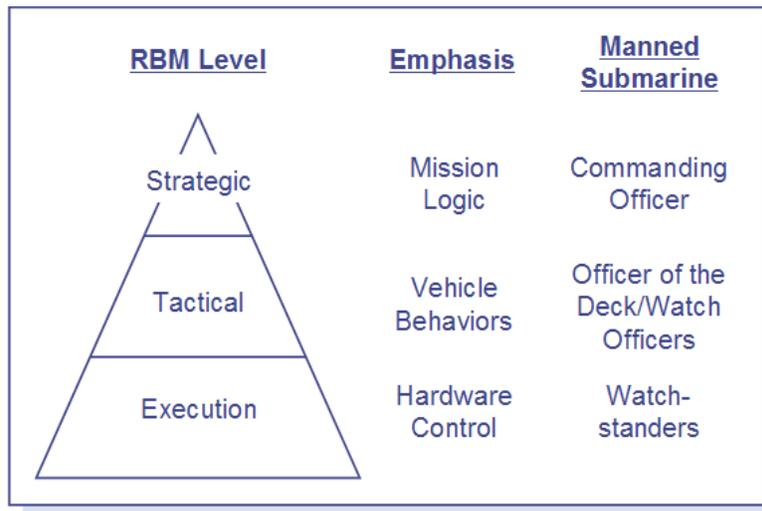 RBM Level
Emphasis
Manned
Submarine
Strategic
Mission
Logic
Commanding
Officer
Tactical
Vehicle
Behaviors
Officer of the
Deck/Watch
Officers
Execution
Hardware
Control
Watch-
standers